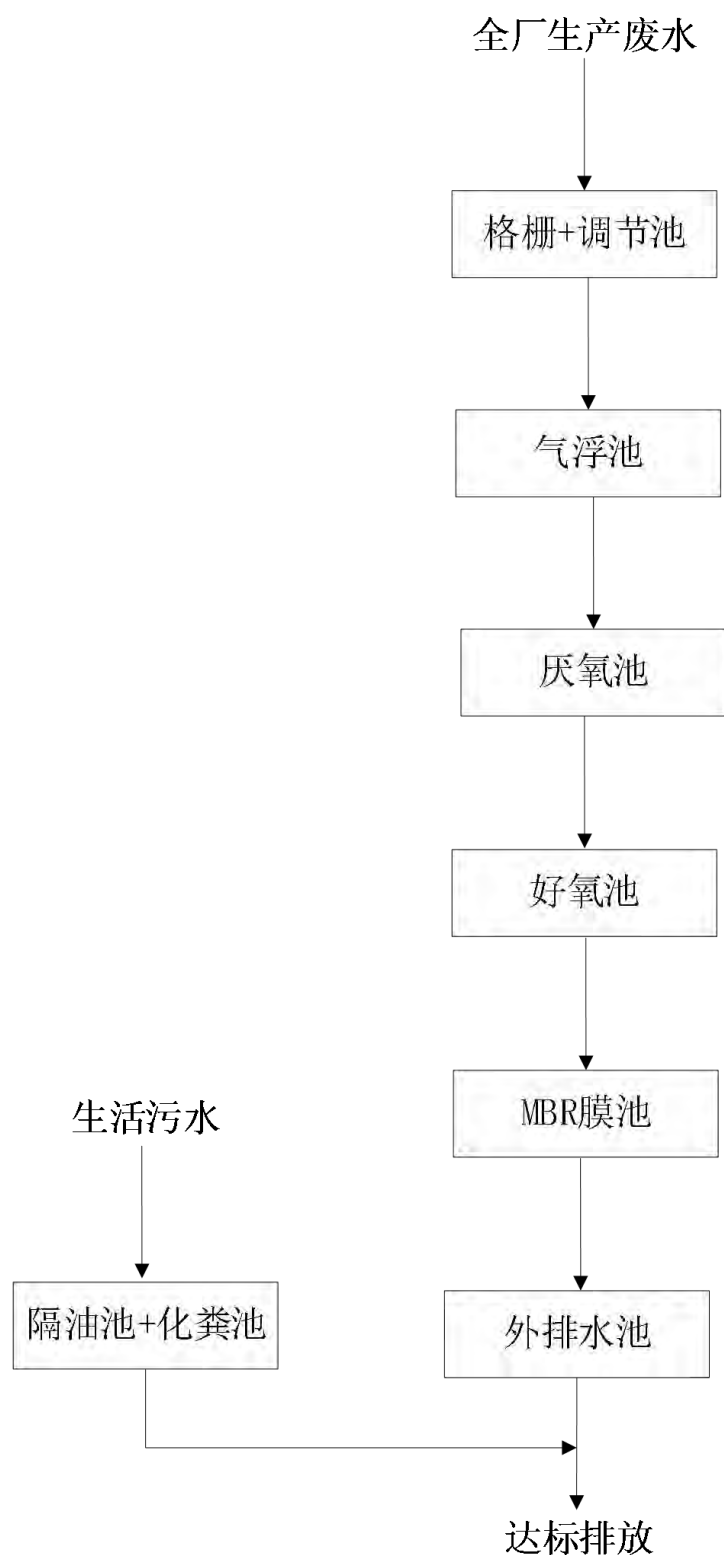 全厂生产废水
格栅+调节池
气浮池
厌氧池
好氧池
MBR膜池
生活污水
隔油池+化粪池
外排水池
达标排放